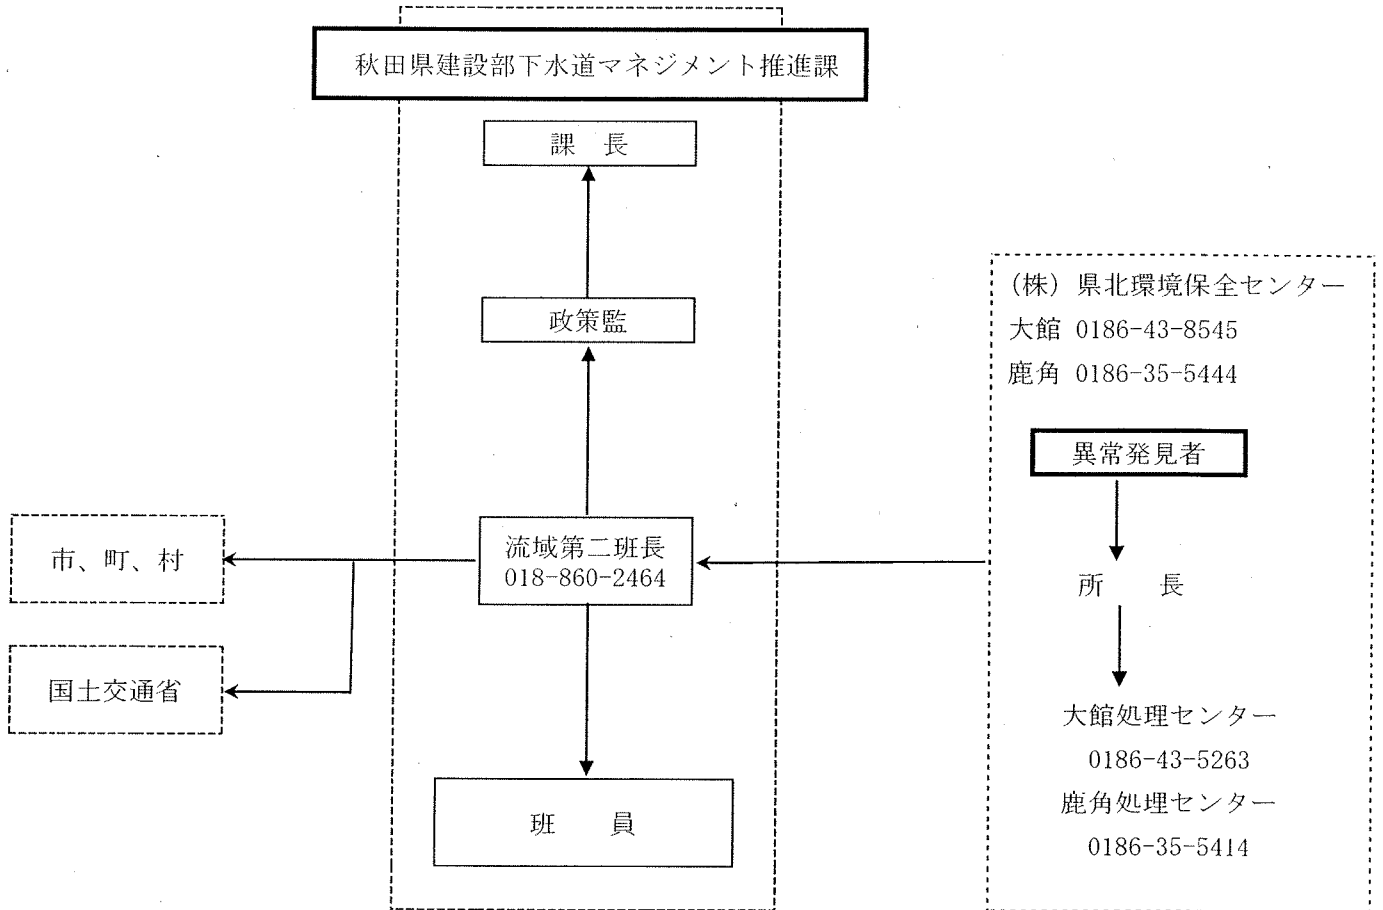 秋田県建設部下水道マネジメント推進課
課　長
政策監
流域第二班長
018-860-2464
班　　員
市、町、村
国土交通省
(株) 県北環境保全センター
大館 0186-43-8545
鹿角 0186-35-5444
異常発見者
所　　長
大館処理センター
0186-43-5263
鹿角処理センター
0186-35-5414